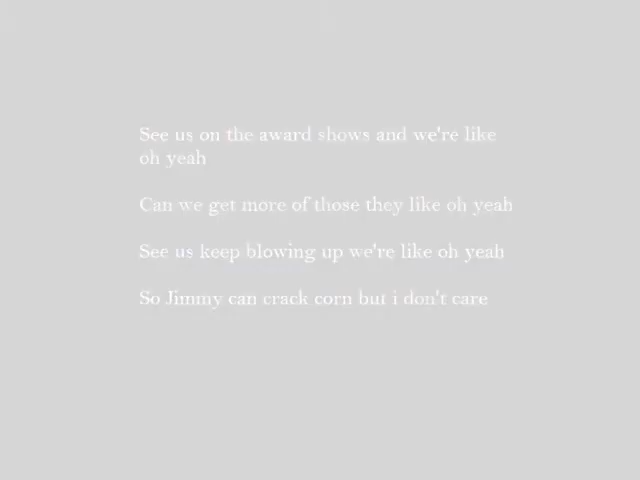 See us on the award shows and we're like
oh yeah
Can we get more of those they like oh yeah
See us keep blowing up we're like oh yeah
So Jimmy can crack corn but i don't care